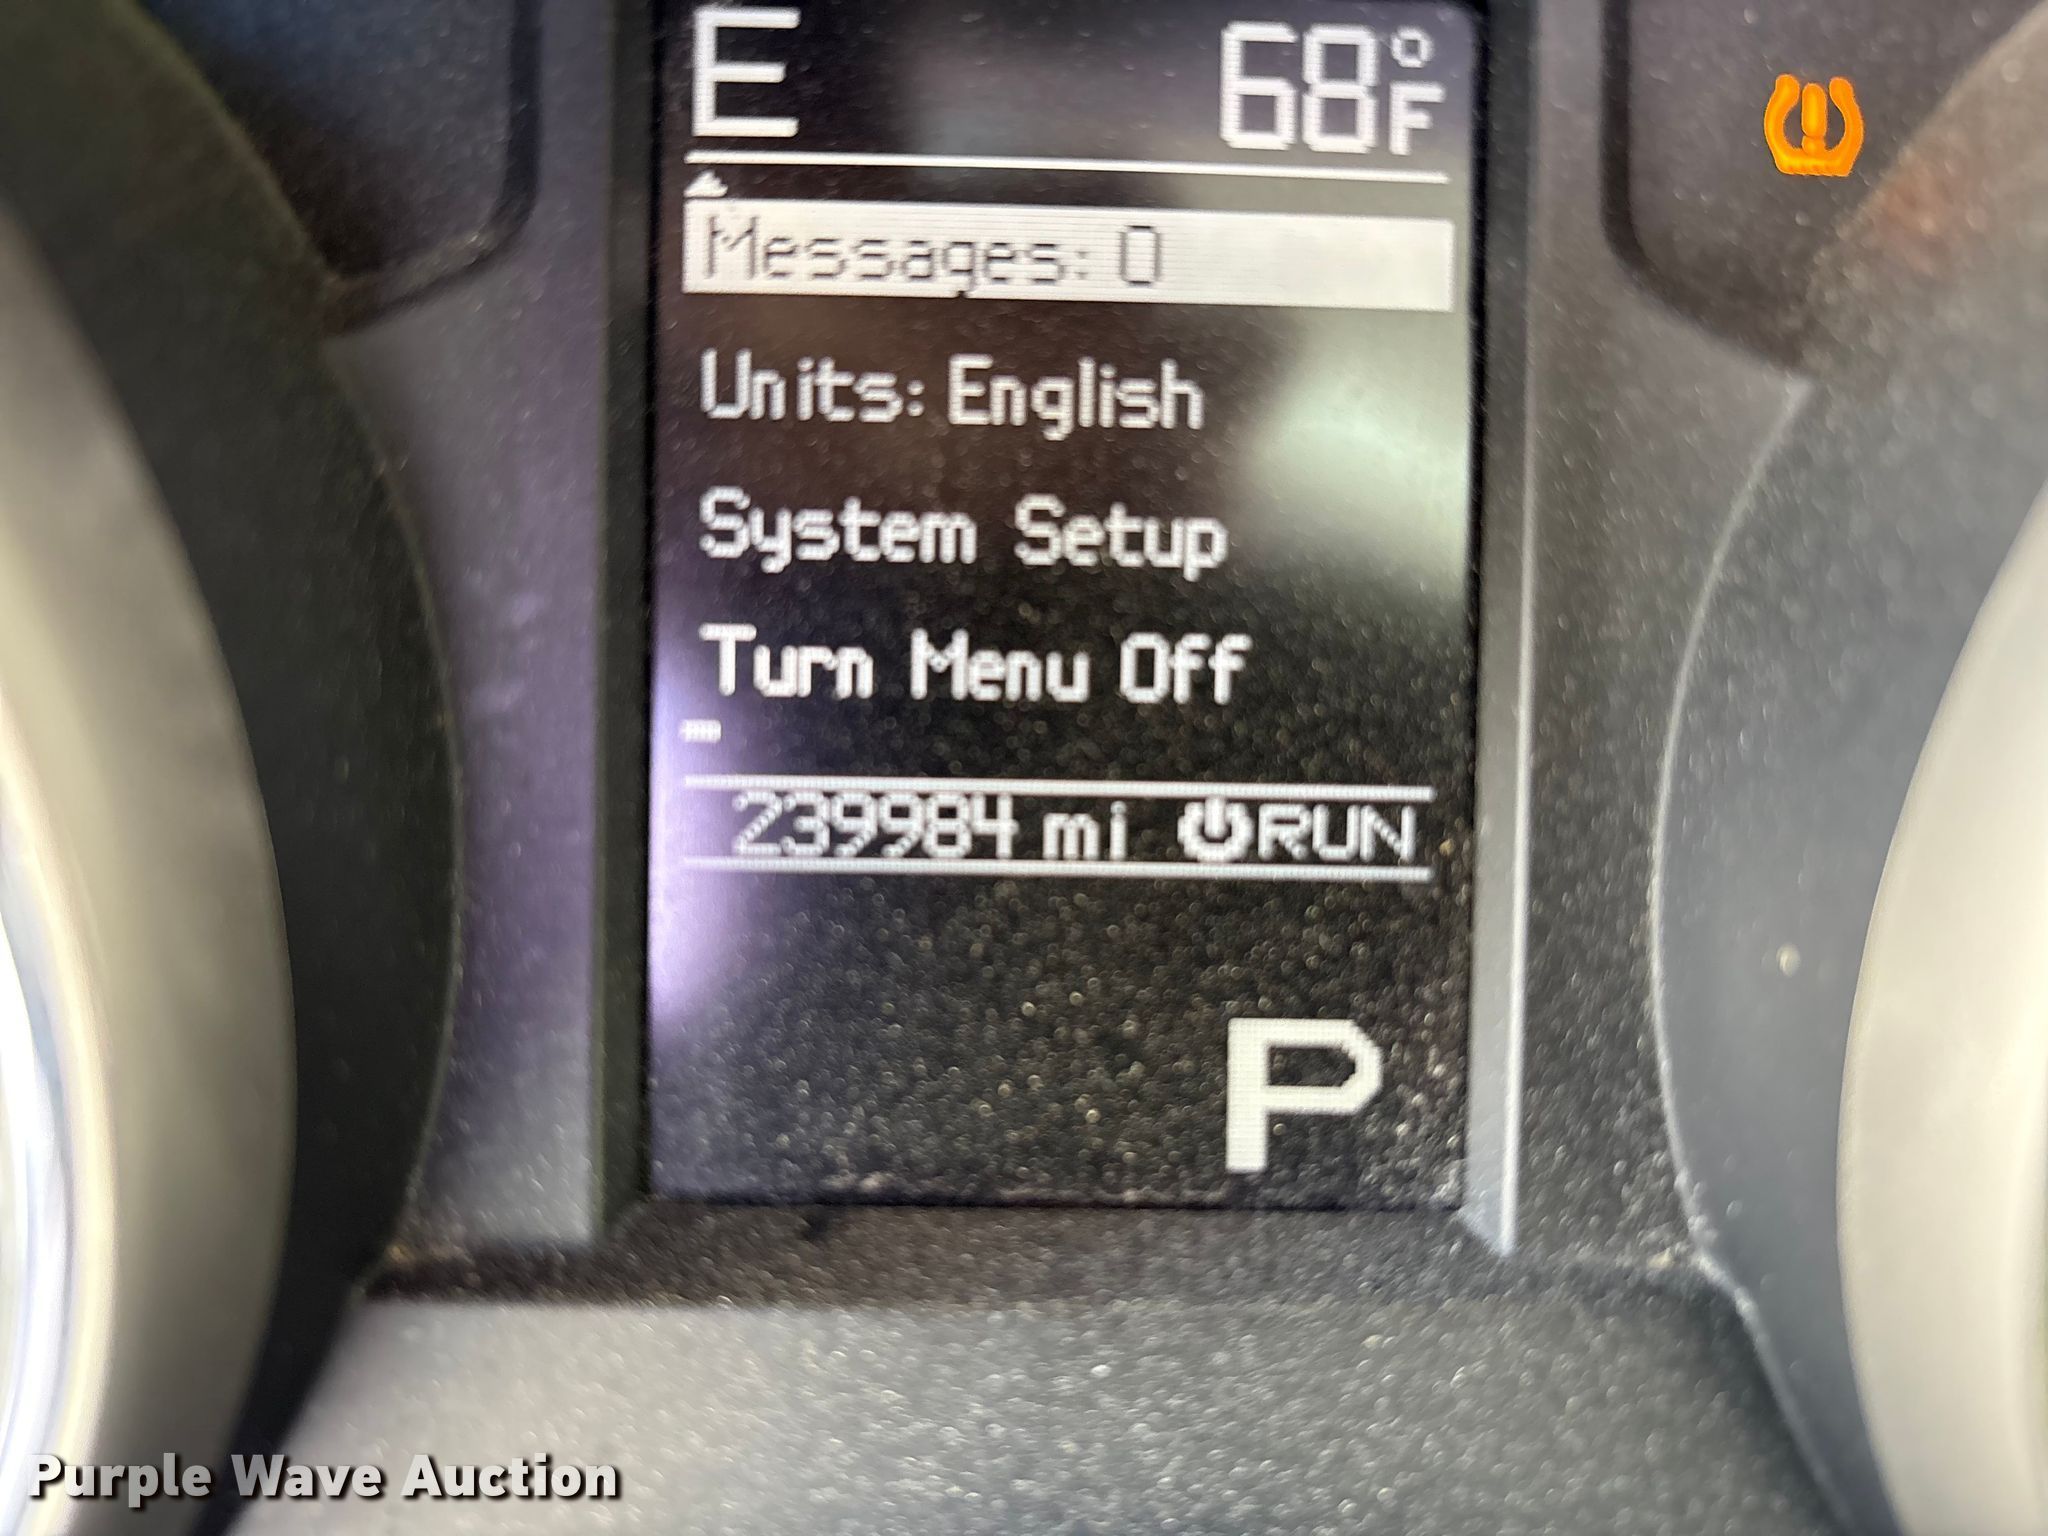 E 68°F
Messages: 0
Units: English
System Setup
Turn Menu Off
239984 mi RUN
P
Purple Wave Auction